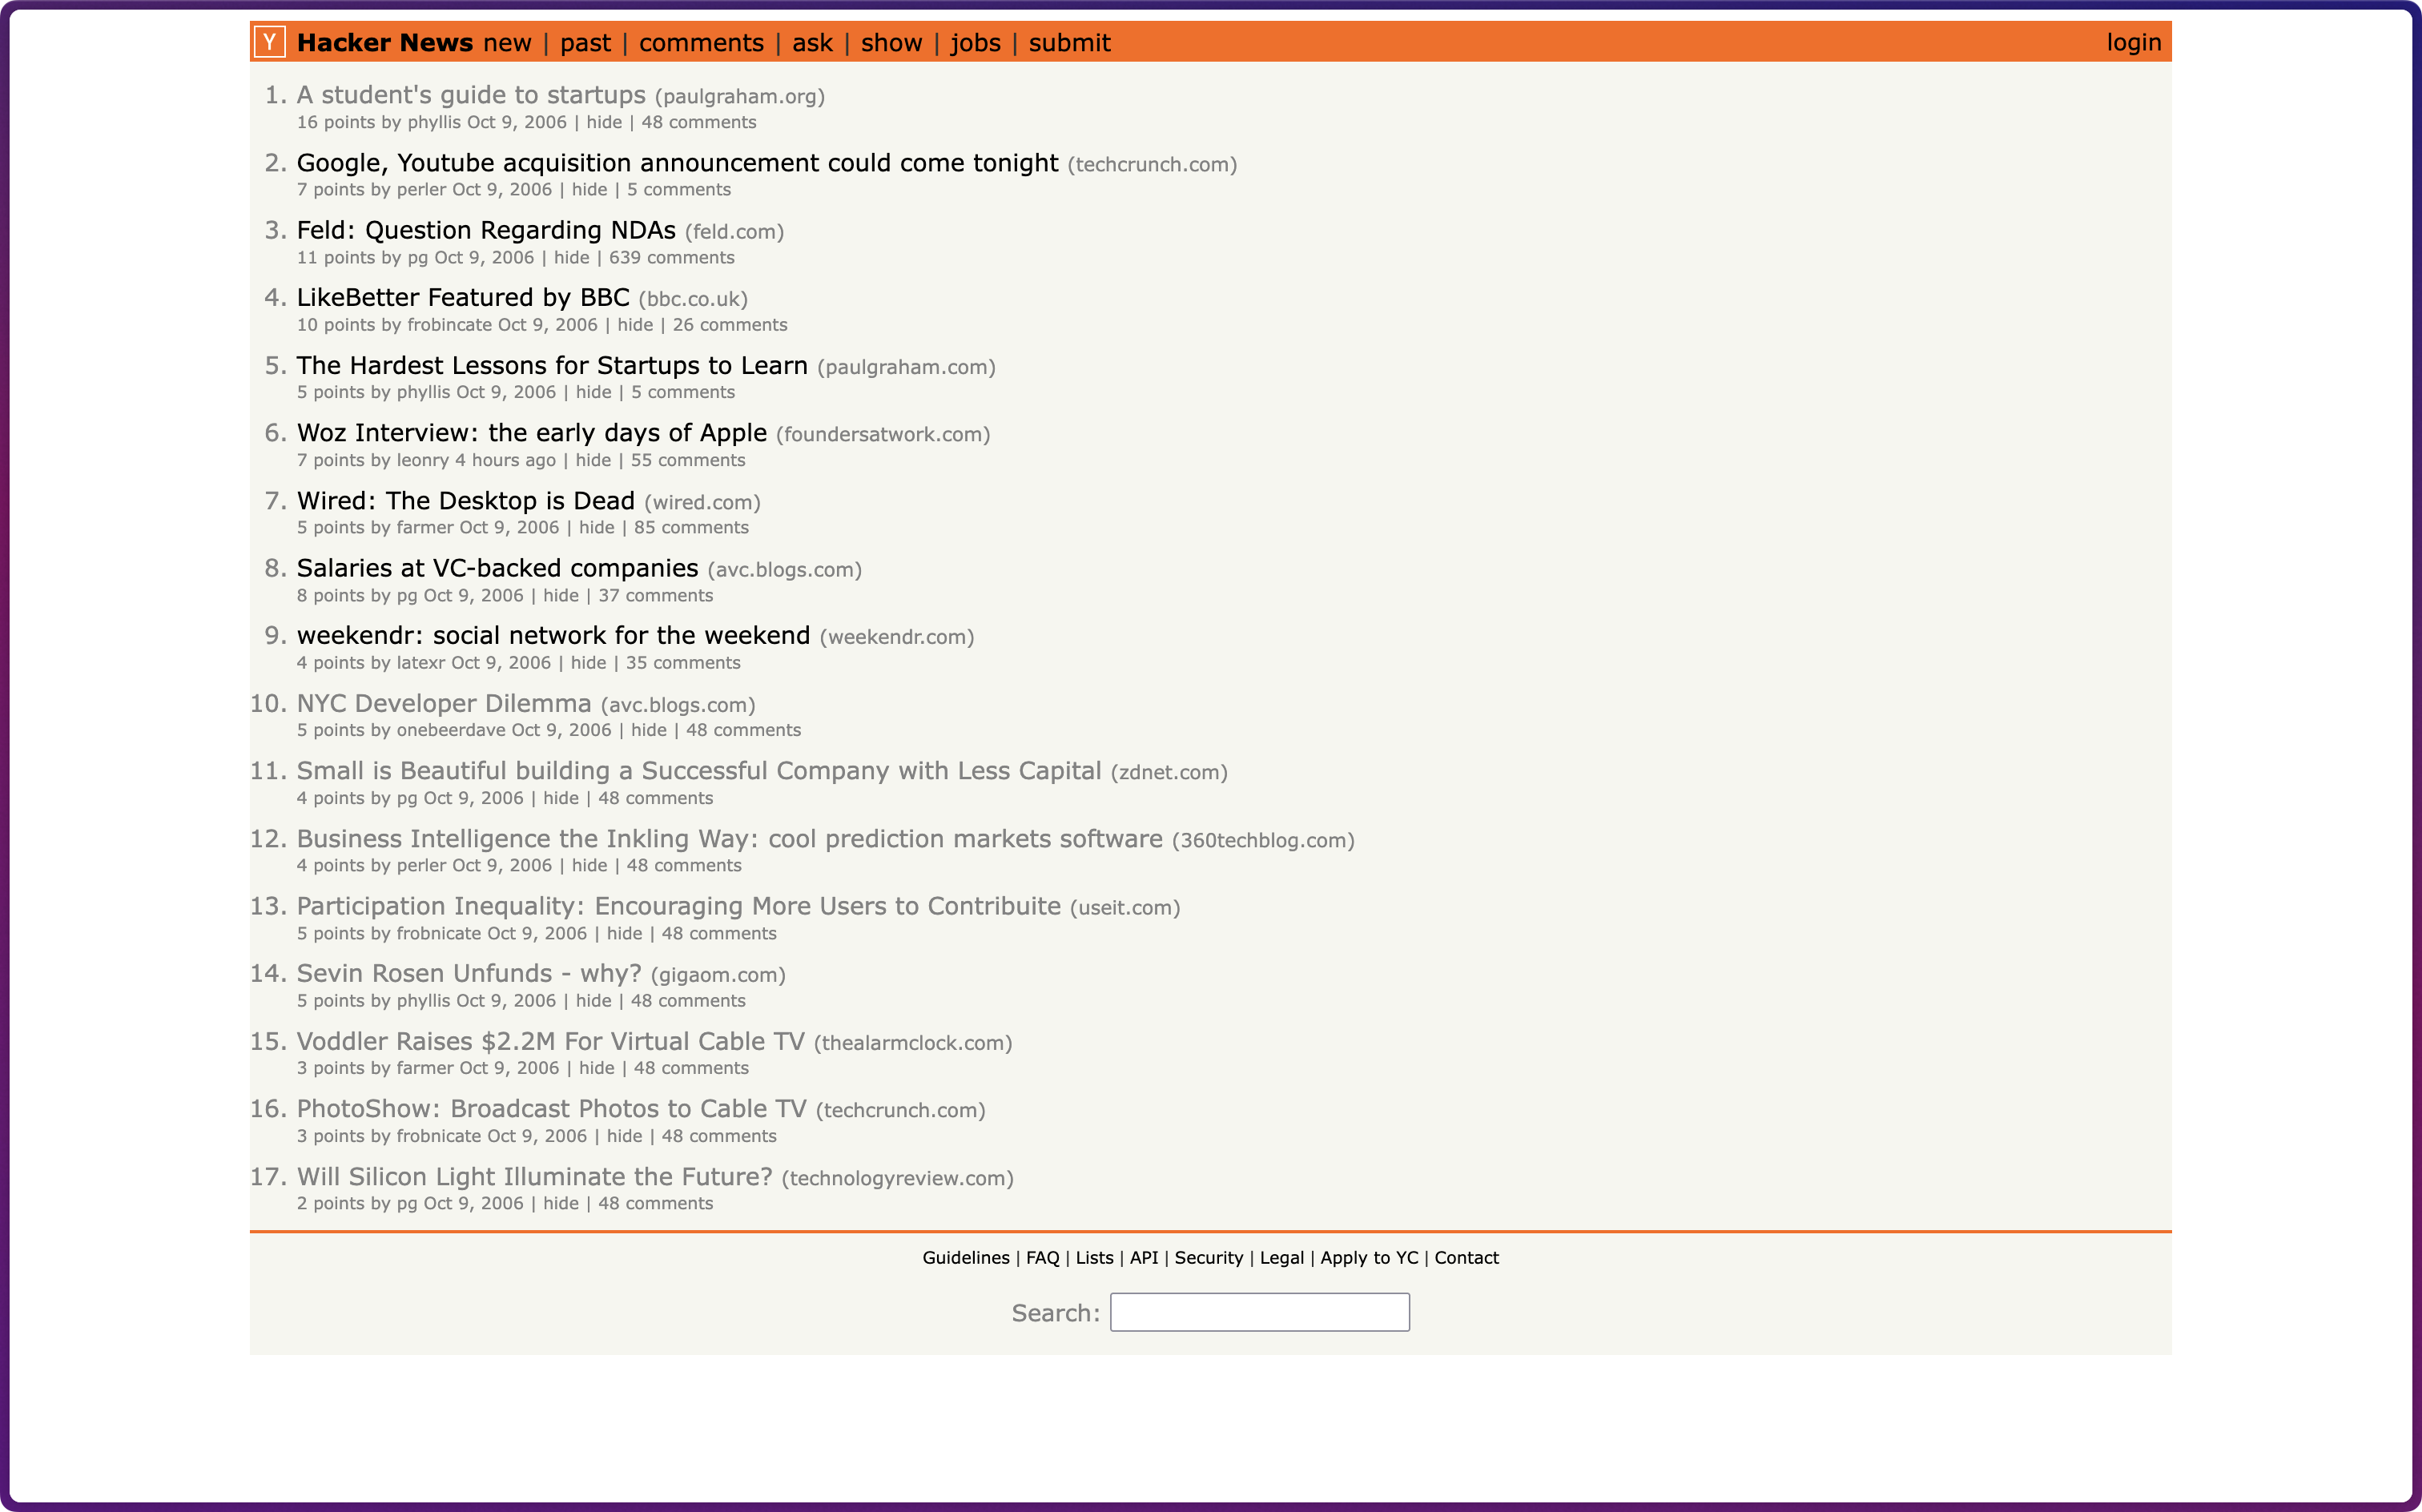 Y Hacker News new | past | comments | ask | show | jobs | submit login
1. A student's guide to startups (paulgraham.org)
16 points by phyllis Oct 9, 2006 | hide | 48 comments
2. Google, Youtube acquisition announcement could come tonight (techcrunch.com)
7 points by perler Oct 9, 2006 | hide | 5 comments
3. Feld: Question Regarding NDAs (feld.com)
11 points by pg Oct 9, 2006 | hide | 639 comments
4. LikeBetter Featured by BBC (bbc.co.uk)
10 points by frobincate Oct 9, 2006 | hide | 26 comments
5. The Hardest Lessons for Startups to Learn (paulgraham.com)
5 points by phyllis Oct 9, 2006 | hide | 5 comments
6. Woz Interview: the early days of Apple (foundersatwork.com)
7 points by leonry 4 hours ago | hide | 55 comments
7. Wired: The Desktop is Dead (wired.com)
5 points by farmer Oct 9, 2006 | hide | 85 comments
8. Salaries at VC-backed companies (avc.blogs.com)
8 points by pg Oct 9, 2006 | hide | 37 comments
9. weekendr: social network for the weekend (weekendr.com)
4 points by latexr Oct 9, 2006 | hide | 35 comments
10. NYC Developer Dilemma (avc.blogs.com)
5 points by onebeerdave Oct 9, 2006 | hide | 48 comments
11. Small is Beautiful building a Successful Company with Less Capital (zdnet.com)
4 points by pg Oct 9, 2006 | hide | 48 comments
12. Business Intelligence the Inkling Way: cool prediction markets software (360techblog.com)
4 points by perler Oct 9, 2006 | hide | 48 comments
13. Participation Inequality: Encouraging More Users to Contribuite (useit.com)
5 points by frobnicate Oct 9, 2006 | hide | 48 comments
14. Sevin Rosen Unfunds - why? (gigaom.com)
5 points by phyllis Oct 9, 2006 | hide | 48 comments
15. Voddler Raises $2.2M For Virtual Cable TV (thealarmclock.com)
3 points by farmer Oct 9, 2006 | hide | 48 comments
16. PhotoShow: Broadcast Photos to Cable TV (techcrunch.com)
3 points by frobnicate Oct 9, 2006 | hide | 48 comments
17. Will Silicon Light Illuminate the Future? (technologyreview.com)
2 points by pg Oct 9, 2006 | hide | 48 comments
Guidelines | FAQ | Lists | API | Security | Legal | Apply to YC | Contact
Search: